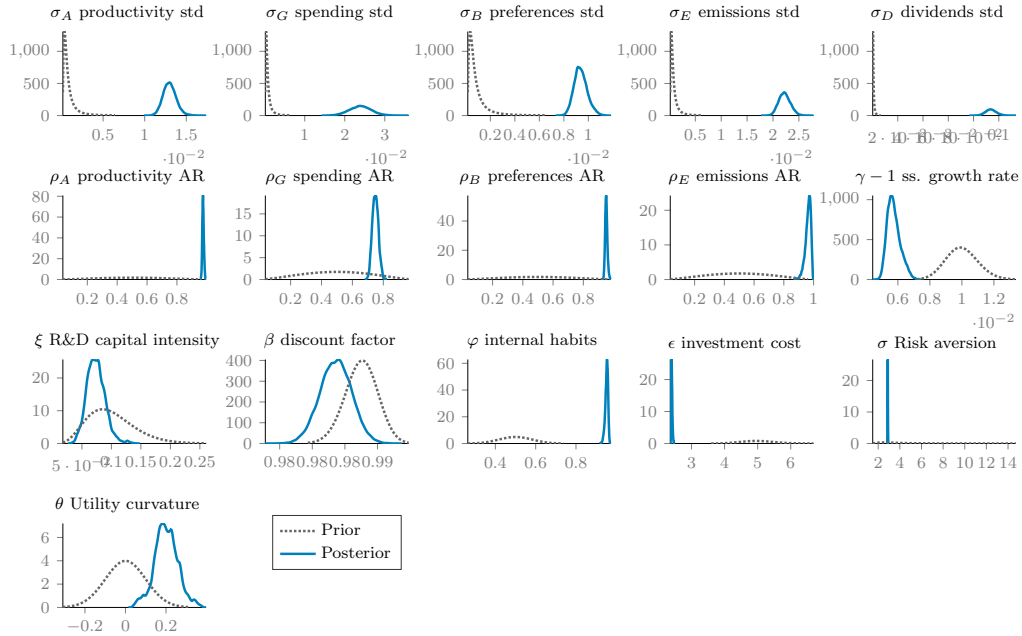 σA productivity std
σG spending std
σB preferences std
σE emissions std
σD dividends std
1,000
500
0
0.5 1 1.5
·10−2
1,000
500
0
1 2 3
·10−2
1,000
500
0
0.2 0.4 0.6 0.8 1
·10−2
1,000
500
0
0.5 1 1.5 2 2.5
·10−2
1,000
500
0
ρA productivity AR
ρG spending AR
ρB preferences AR
ρE emissions AR
γ − 1 ss. growth rate
80
60
40
20
0
0.2 0.4 0.6 0.8
15
10
5
0
0.2 0.4 0.6 0.8
40
20
0
0.2 0.4 0.6 0.8
20
10
0
0.2 0.4 0.6 0.8 1
1,000
500
0
0.6 0.8 1 1.2
·10−2
ξ R&D capital intensity
β discount factor
φ internal habits
ϵ investment cost
σ Risk aversion
20
10
0
0.1 0.15 0.2 0.25
400
300
200
100
0
0.98 0.98 0.98 0.99
60
40
20
0
0.4 0.6 0.8
30
20
10
0
3 4 5 6
20
10
0
2 4 6 8 10 12 14
θ Utility curvature
6
4
2
0
−0.2 0 0.2
Prior
Posterior